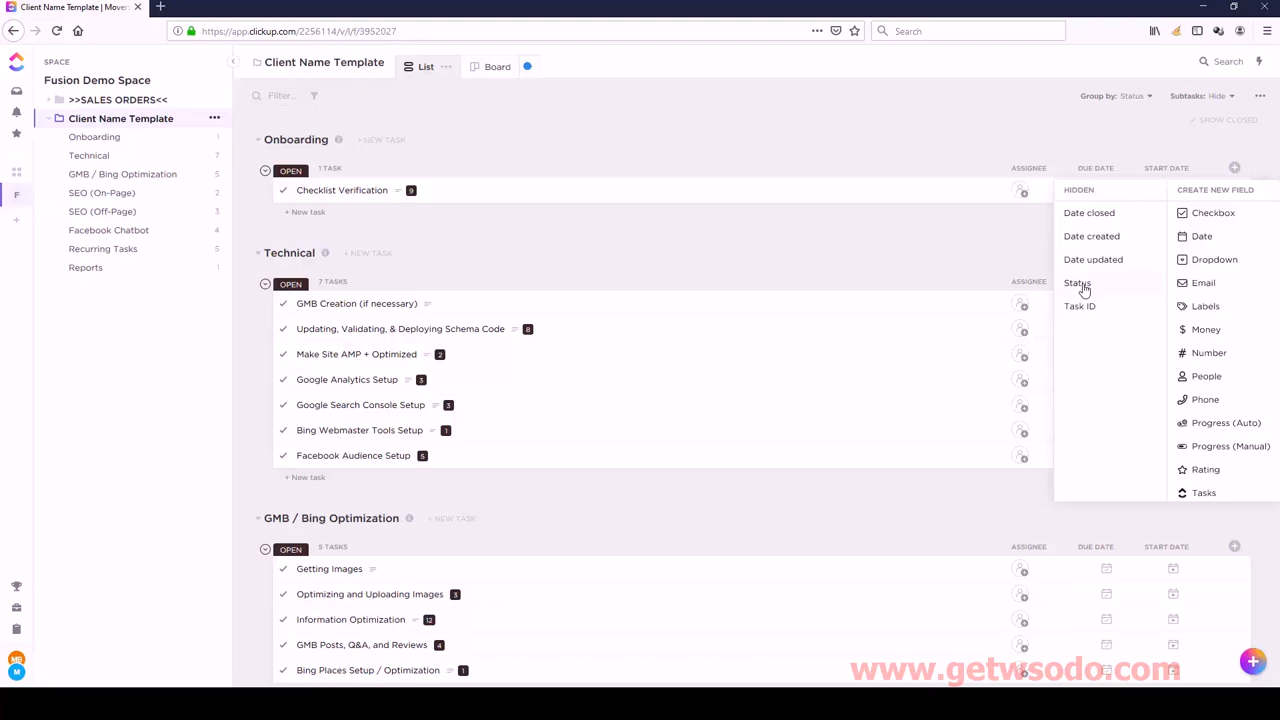 Client Name Template | Mover
https://app.clickup.com/2256114/v/l/f/3952027
Search
SPACE
Fusion Demo Space
>>SALES ORDERS<<
Client Name Template
Onboarding 1
Technical 7
GMB / Bing Optimization 5
SEO (On-Page) 2
SEO (Off-Page) 3
Facebook Chatbot 4
Recurring Tasks 3
Reports 1
F
MB
M
Client Name Template
List
Board
Search
Filter...
Group by: Status
Subtasks: Hide
SHOW CLOSED
Onboarding + NEW TASK
OPEN 1 TASK ASSIGNEE DUE DATE START DATE
Checklist Verification 9
+ New task
Technical + NEW TASK
OPEN 7 TASKS ASSIGNEE
GMB Creation (if necessary)
Updating, Validating, & Deploying Schema Code 8
Make Site AMP + Optimized 2
Google Analytics Setup 3
Google Search Console Setup 3
Bing Webmaster Tools Setup 1
Facebook Audience Setup 5
+ New task
GMB / Bing Optimization + NEW TASK
OPEN 5 TASKS ASSIGNEE DUE DATE START DATE
Getting Images
Optimizing and Uploading Images 3
Information Optimization 12
GMB Posts, Q&A, and Reviews 4
Bing Places Setup / Optimization 1
HIDDEN
Date closed
Date created
Date updated
Status
Task ID
CREATE NEW FIELD
Checkbox
Date
Dropdown
Email
Labels
Money
Number
People
Phone
Progress (Auto)
Progress (Manual)
Rating
Tasks
www.getwsodo.com